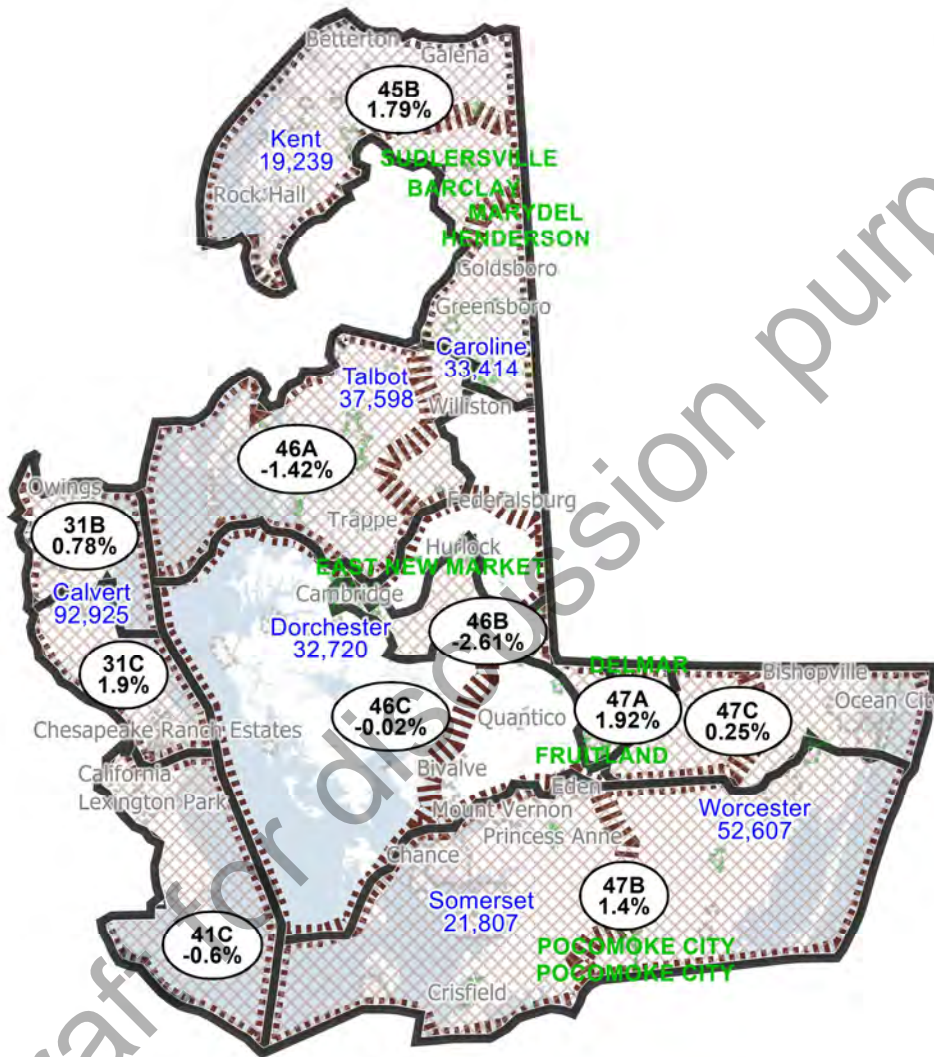 Betterton
Galena
45B
1.79%
Kent
19,239
SUDLERSVILLE
BARCLAY
Rock Hall
MARYDEL
HENDERSON
Goldsboro
Greensboro
Caroline
33,414
Talbot
37,598
Williston
46A
-1.42%
Owings
Federalsburg
Trappe
31B
0.78%
Hurlock
EAST NEW MARKET
Calvert
92,925
Cambridge
Dorchester
32,720
46B
-2.61%
31C
1.9%
DELMAR
Bishopville
47A
1.92%
47C
0.25%
Ocean City
46C
-0.02%
Quantico
Chesapeake Ranch Estates
FRUITLAND
California
Bivalve
Eden
Lexington Park
Mount Vernon
Worcester
52,607
Princess Anne
Chance
Somerset
21,807
47B
1.4%
41C
-0.6%
POCOMOKE CITY
POCOMOKE CITY
Crisfield
raft for discussion purp